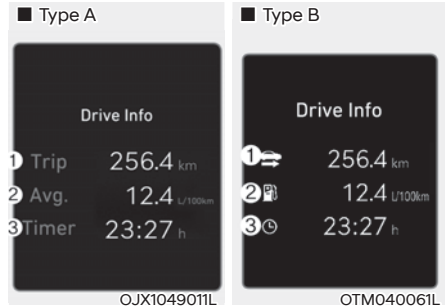 ■ Type A
Drive Info
1 Trip 256.4 km
2 Avg. 12.4 L/100km
3 Timer 23:27 h
OJX1049011L
■ Type B
Drive Info
1 256.4 km
2 12.4 L/100km
3 23:27 h
OTM040061L